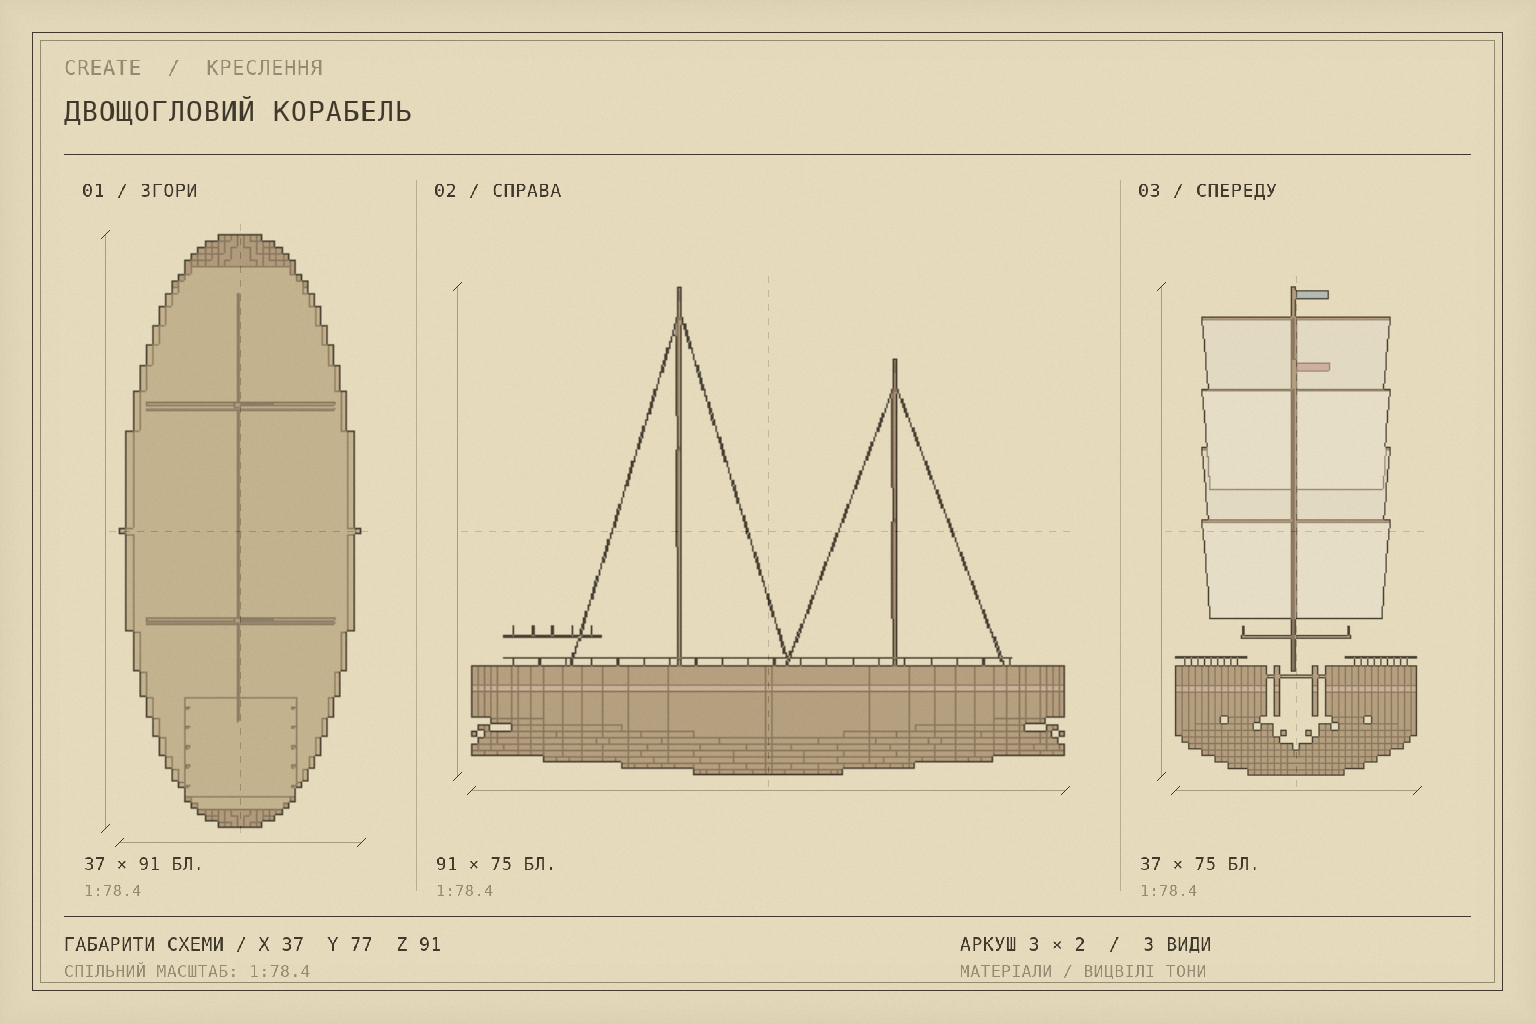 CREATE / КРЕСЛЕННЯ
ДВОЩОГЛОВИЙ КОРАБЕЛЬ
01 / ЗГОРИ
02 / СПРАВА
03 / СПЕРЕДУ
37 × 91 БЛ.
1:78.4
91 × 75 БЛ.
1:78.4
37 × 75 БЛ.
1:78.4
ГАБАРИТИ СХЕМИ / X 37 Y 77 Z 91
СПІЛЬНИЙ МАСШТАБ: 1:78.4
АРКУШ 3 × 2 / 3 ВИДИ
МАТЕРІАЛИ / ВИЦВІЛІ ТОНИ